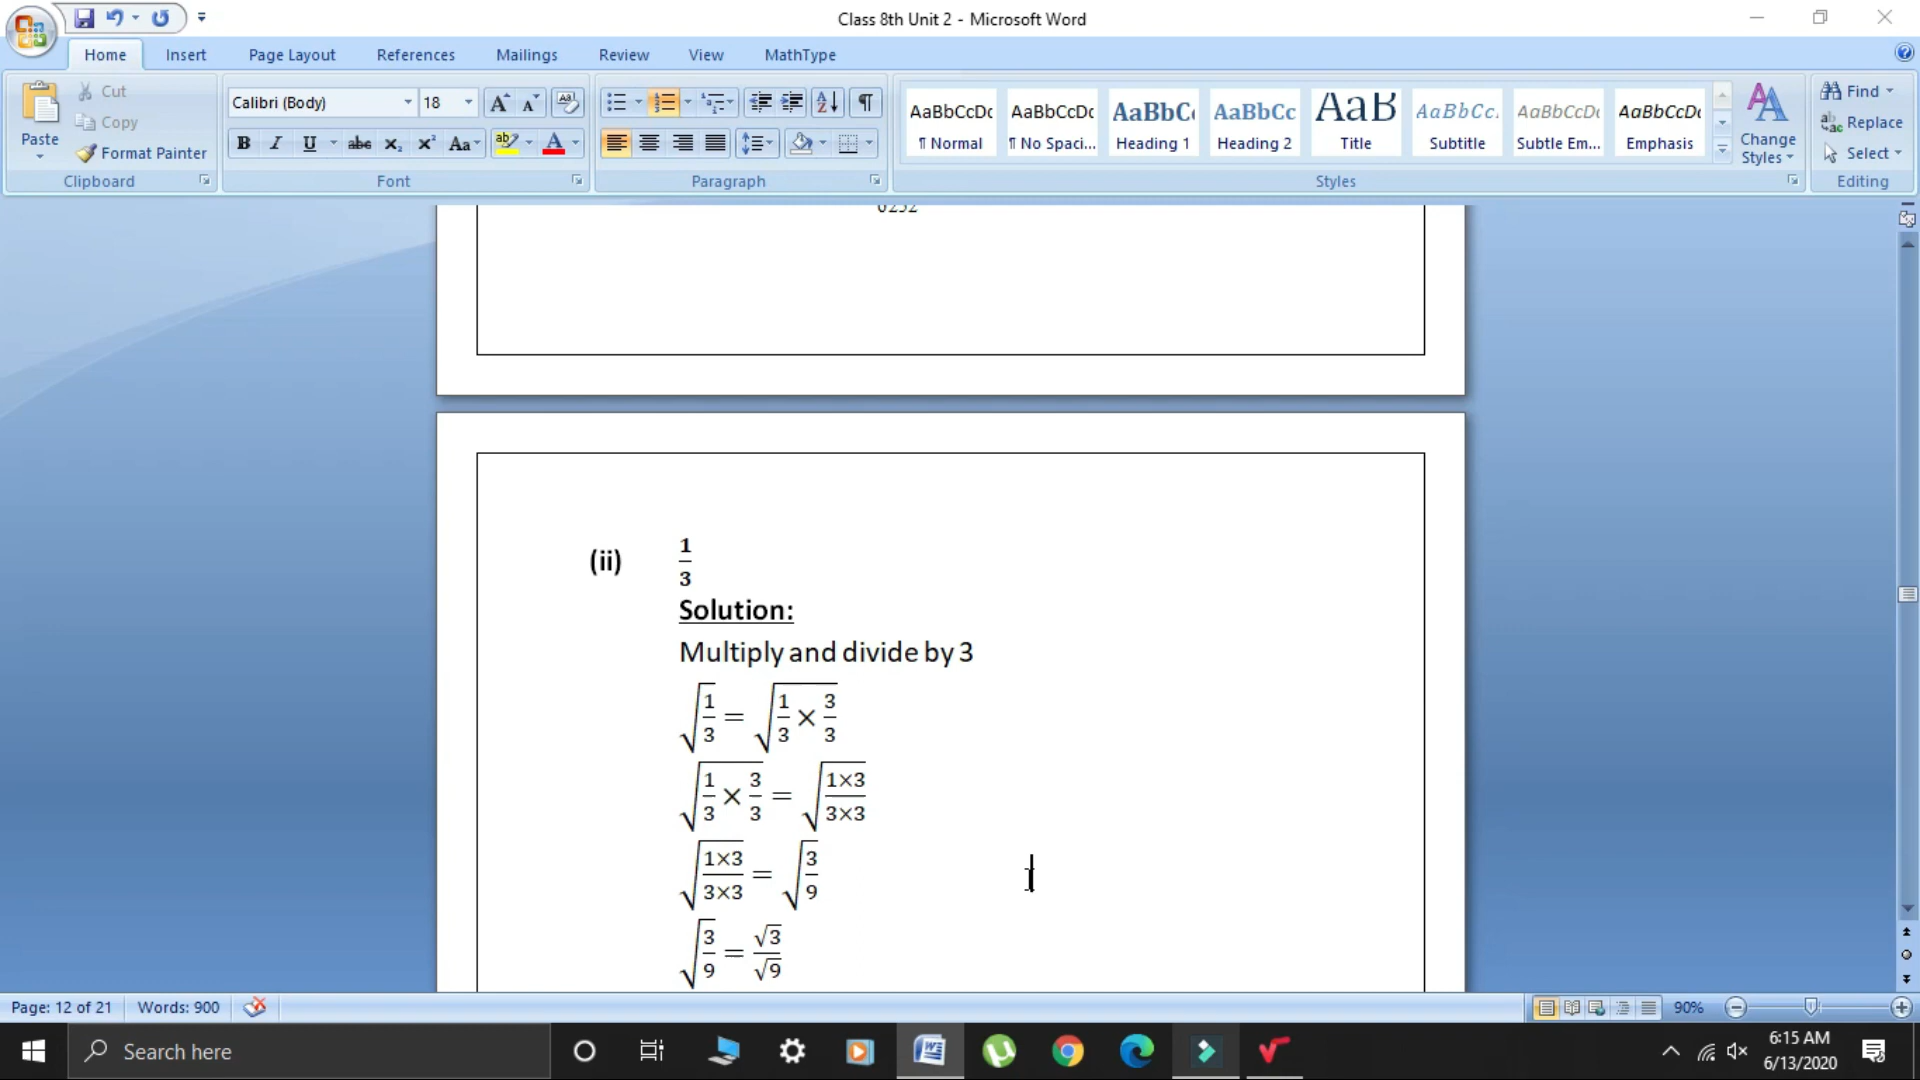 Class 8th Unit 2 - Microsoft Word
Home Insert Page Layout References Mailings Review View MathType
Paste
Cut
Copy
Format Painter
Clipboard
Calibri (Body) 18
B I U abc X₂ X² Aa
Font
Paragraph
AaBbCcDc AaBbCcDc AaBbC AaBbCc AaB AaBbCc. AaBbCcDc AaBbCcDc
¶ Normal ¶ No Spaci... Heading 1 Heading 2 Title Subtitle Subtle Em... Emphasis
Change Styles
Styles
Find
Replace
Select
Editing
(ii) 1/3
Solution:
Multiply and divide by 3
√(1/3) = √(1/3 × 3/3)
√(1/3 × 3/3) = √((1×3)/(3×3))
√((1×3)/(3×3)) = √(3/9)
√(3/9) = √3/√9
Page: 12 of 21 Words: 900 90%
Search here
6:15 AM
6/13/2020